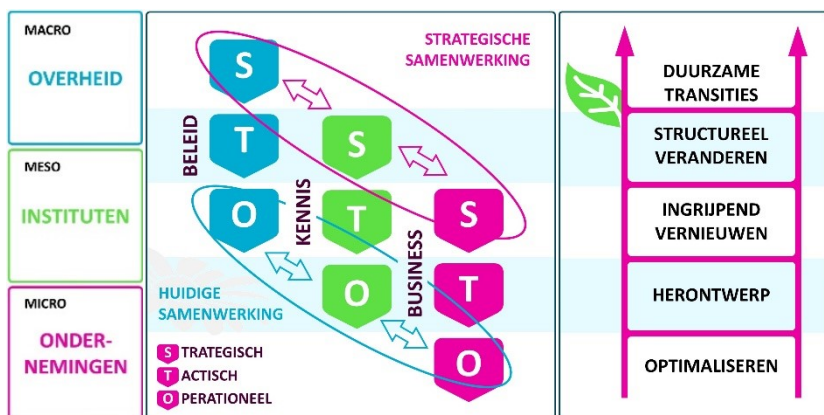 MACRO
OVERHEID
MESO
INSTITUTEN
MICRO
ONDER-
NEMINGEN
STRATEGISCHE
SAMENWERKING
S
T
O
BELEID
S
T
O
KENNIS
S
T
O
BUSINESS
HUIDIGE
SAMENWERKING
S TRATEGISCH
T ACTISCH
O PERATIONEEL
DUURZAME
TRANSITIES
STRUCTUREEL
VERANDEREN
INGRIJPEND
VERNIEUWEN
HERONTWERP
OPTIMALISEREN